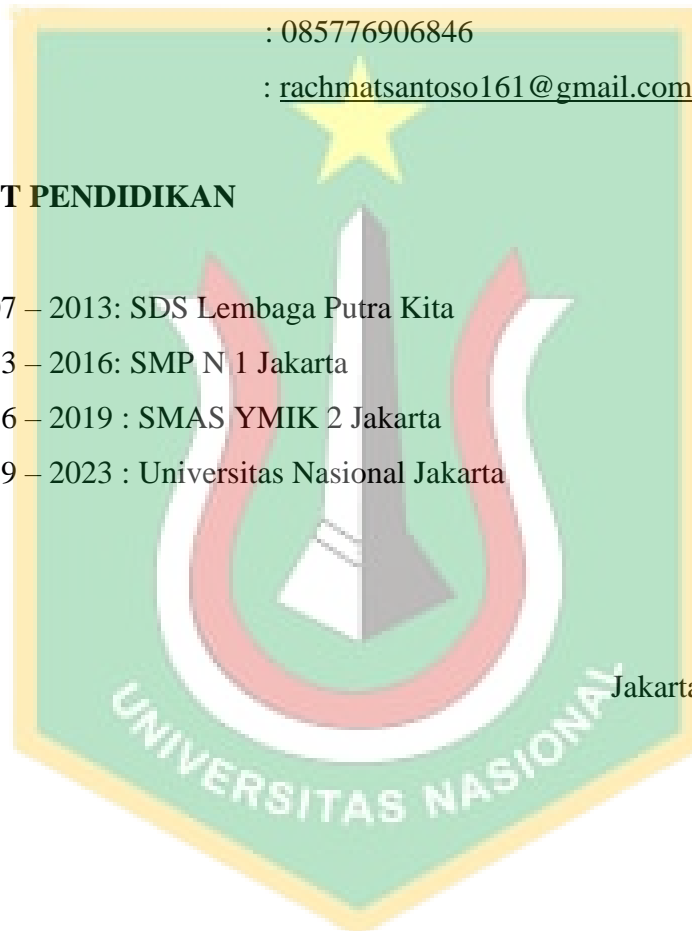 : 085776906846
: rachmatsantoso161@gmail.com
T PENDIDIKAN
7 – 2013: SDS Lembaga Putra Kita
3 – 2016: SMP N 1 Jakarta
6 – 2019 : SMAS YMIK 2 Jakarta
9 – 2023 : Universitas Nasional Jakarta
Jakarta
UNIVERSITAS NASIONAL